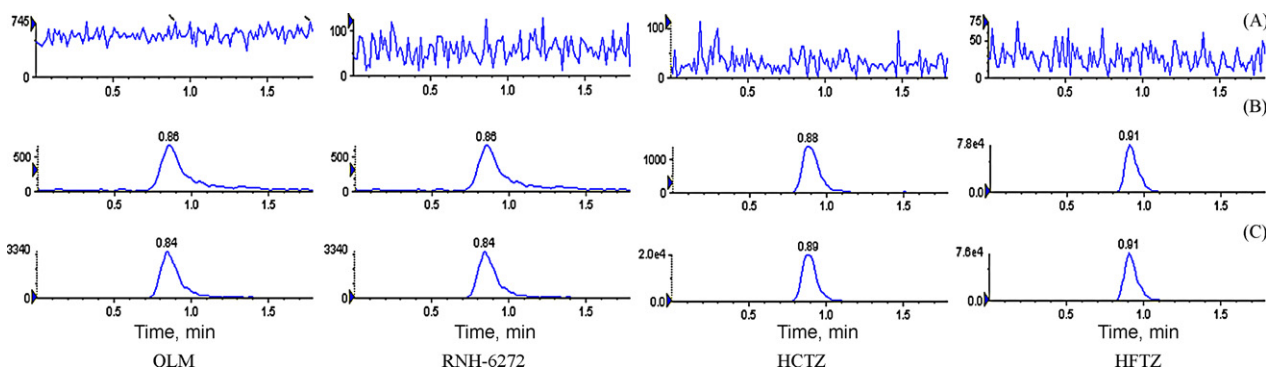 745 0 0.5 1.0 1.5
100 0 0.5 1.0 1.5
100 0 0.5 1.0 1.5
75 50 0 0.5 1.0 1.5
(A)
0.86 500 0 0.5 1.0 1.5
0.86 500 0 0.5 1.0 1.5
0.88 1000 0 0.5 1.0 1.5
0.91 7.8e4 0.0 0.5 1.0 1.5
(B)
0.84 3340 0 0.5 1.0 1.5
0.84 3340 0 0.5 1.0 1.5
0.89 2.0e4 0.0 0.5 1.0 1.5
0.91 7.6e4 0.0 0.5 1.0 1.5
(C)
Time, min Time, min Time, min Time, min
OLM RNH-6272 HCTZ HFTZ